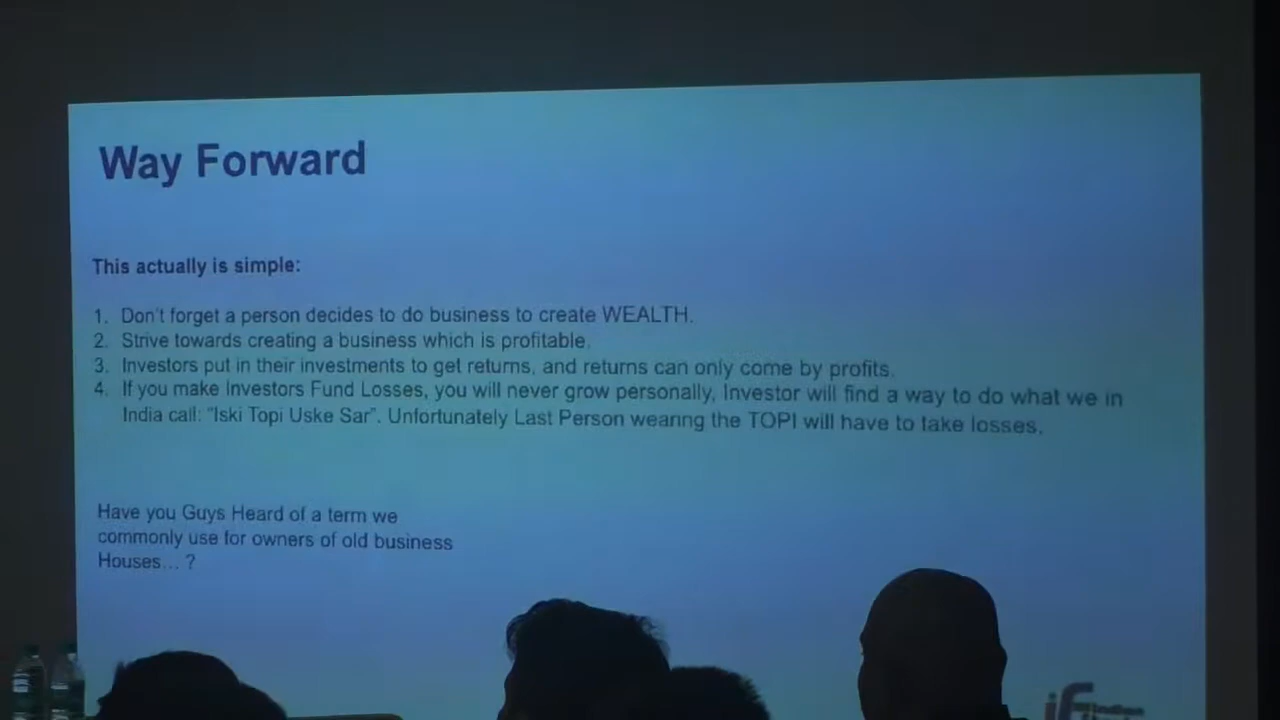 Way Forward
This actually is simple:
1. Don't forget a person decides to do business to create WEALTH.
2. Strive towards creating a business which is profitable.
3. Investors put in their investments to get returns, and returns can only come by profits.
4. If you make Investors Fund Losses, you will never grow personally, Investor will find a way to do what we in
India call: "Iski Topi Uske Sar". Unfortunately Last Person wearing the TOPI will have to take losses.
Have you Guys Heard of a term we
commonly use for owners of old business
Houses... ?
iF